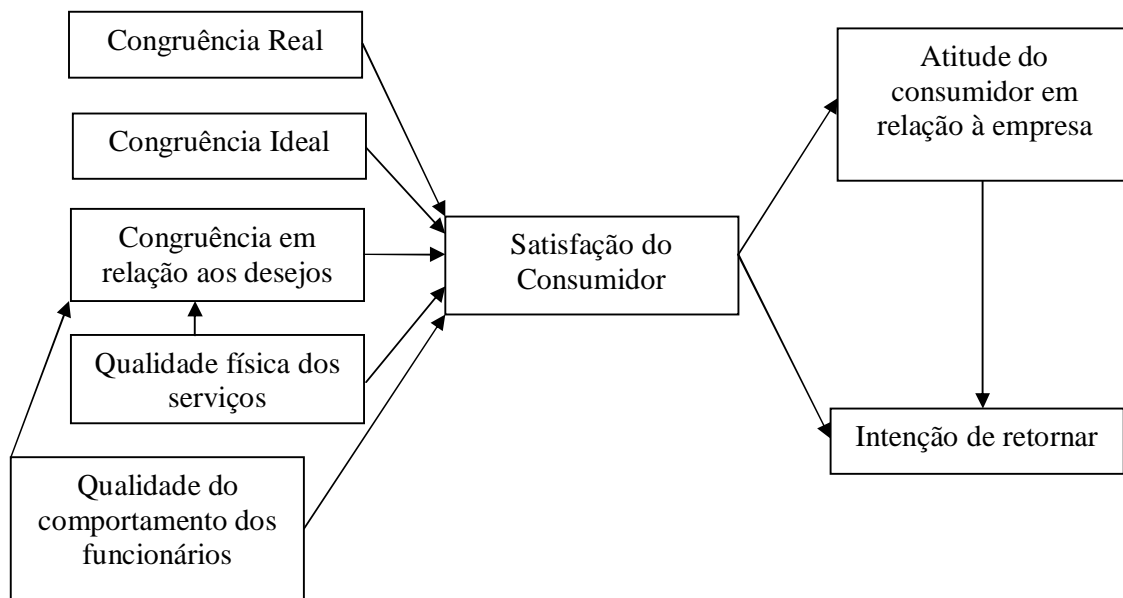 Congruência Real
Congruência Ideal
Congruência em
relação aos desejos
Qualidade física dos
serviços
Qualidade do
comportamento dos
funcionários
Satisfação do
Consumidor
Atitude do
consumidor em
relação à empresa
Intenção de retornar